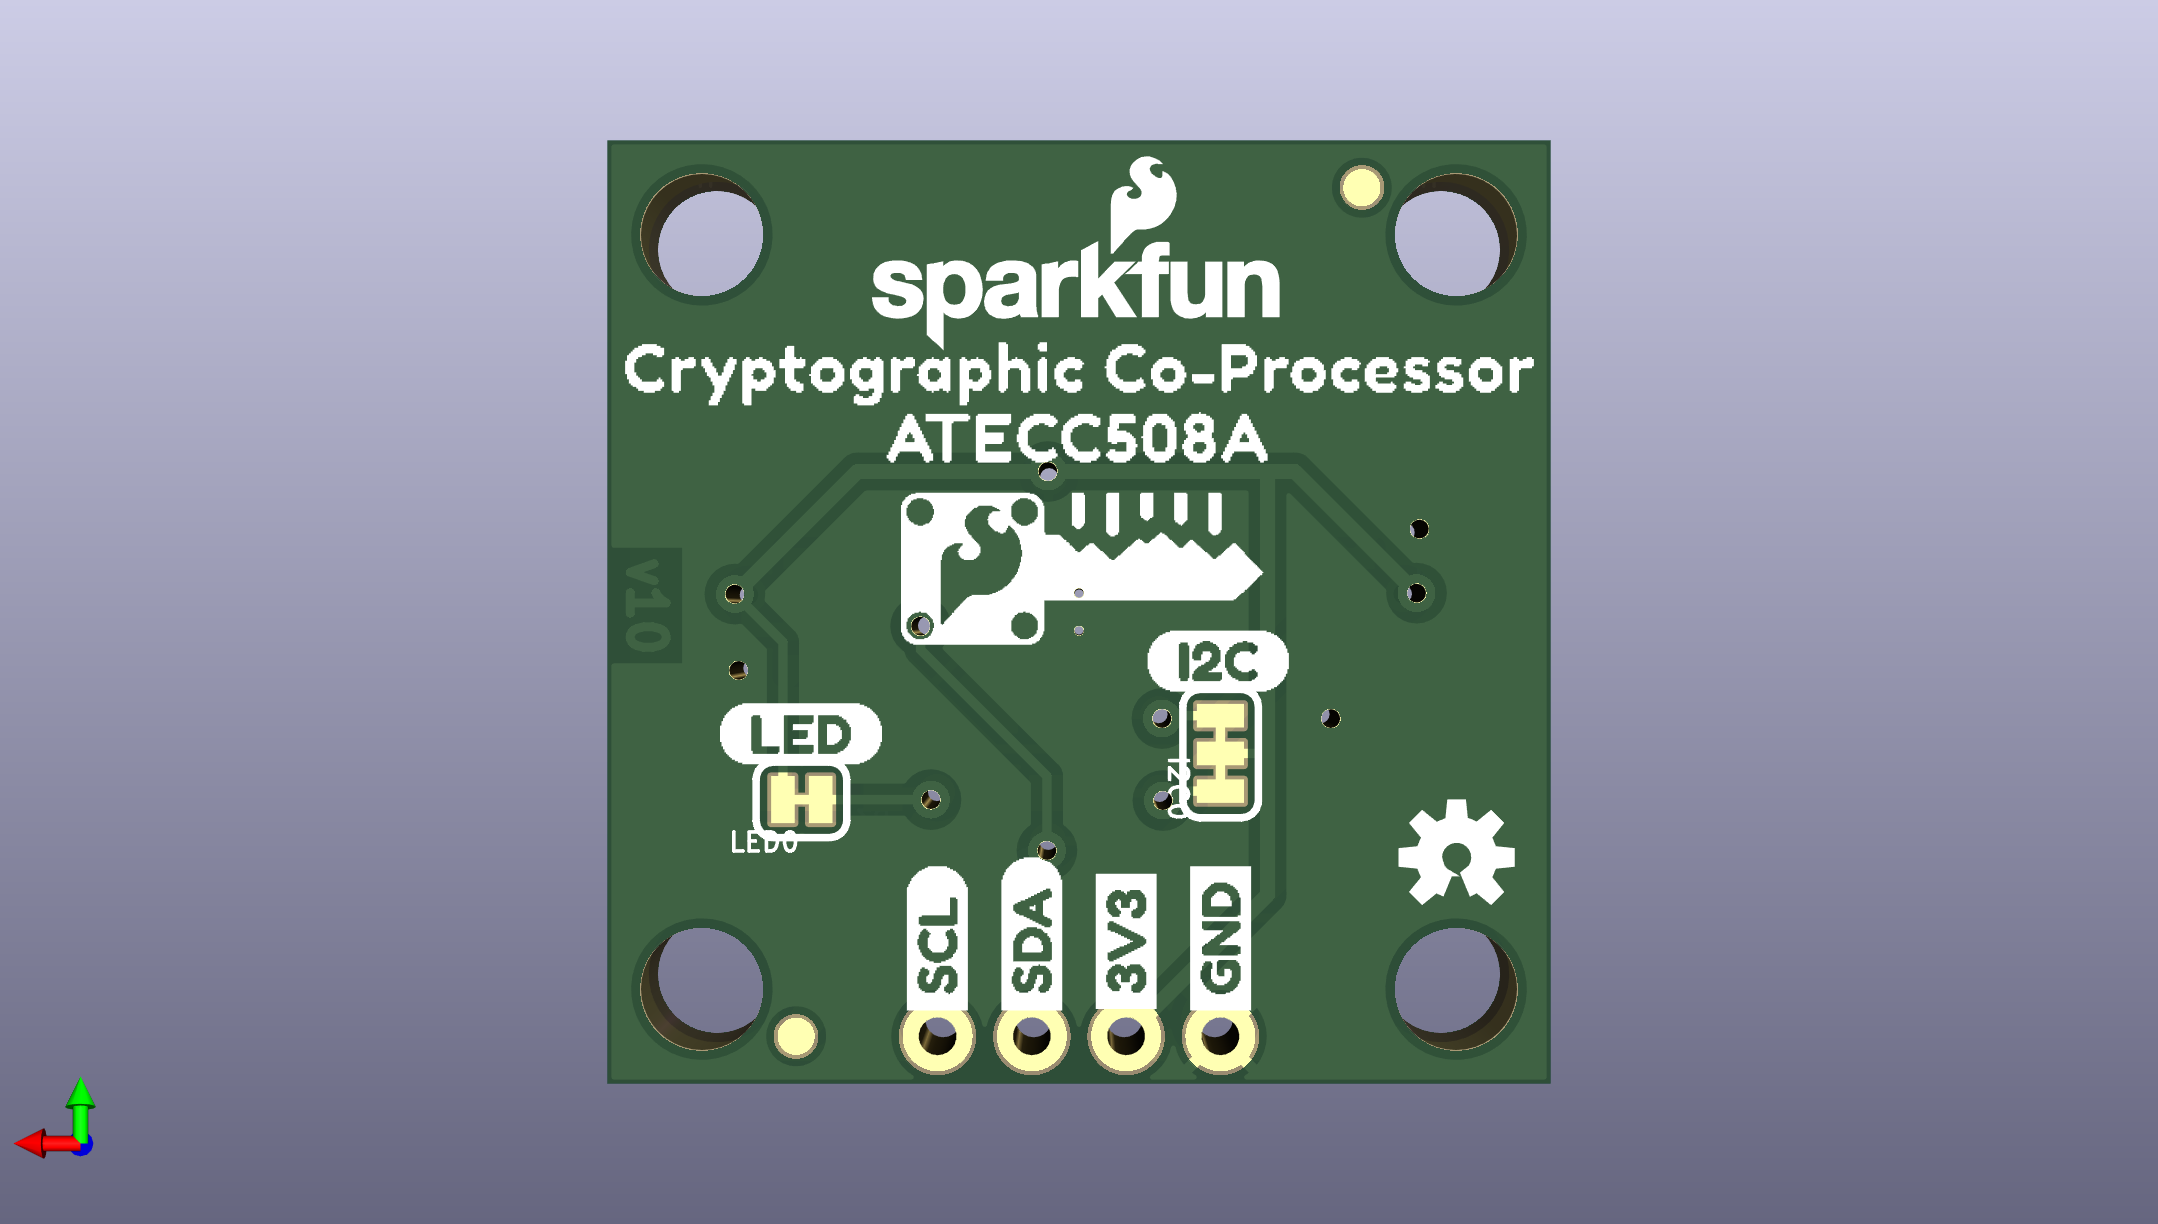 sparkfun
Cryptographic Co-Processor
ATECC508A
v10
I2C
LED
LED0
SCL
SDA
3V3
GND